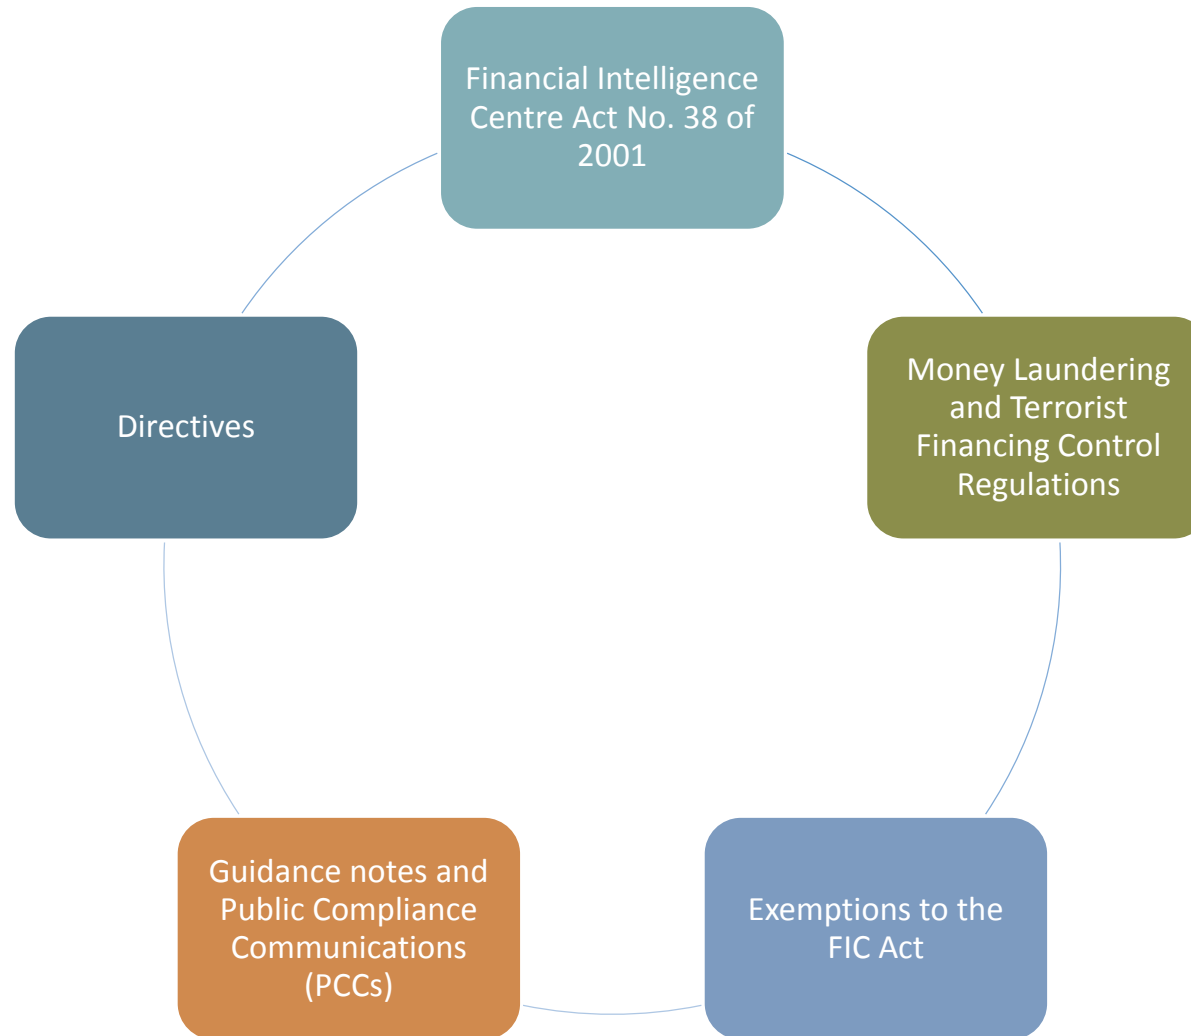 Financial Intelligence
Centre Act No. 38 of
2001
Money Laundering
and Terrorist
Financing Control
Regulations
Exemptions to the
FIC Act
Guidance notes and
Public Compliance
Communications
(PCCs)
Directives